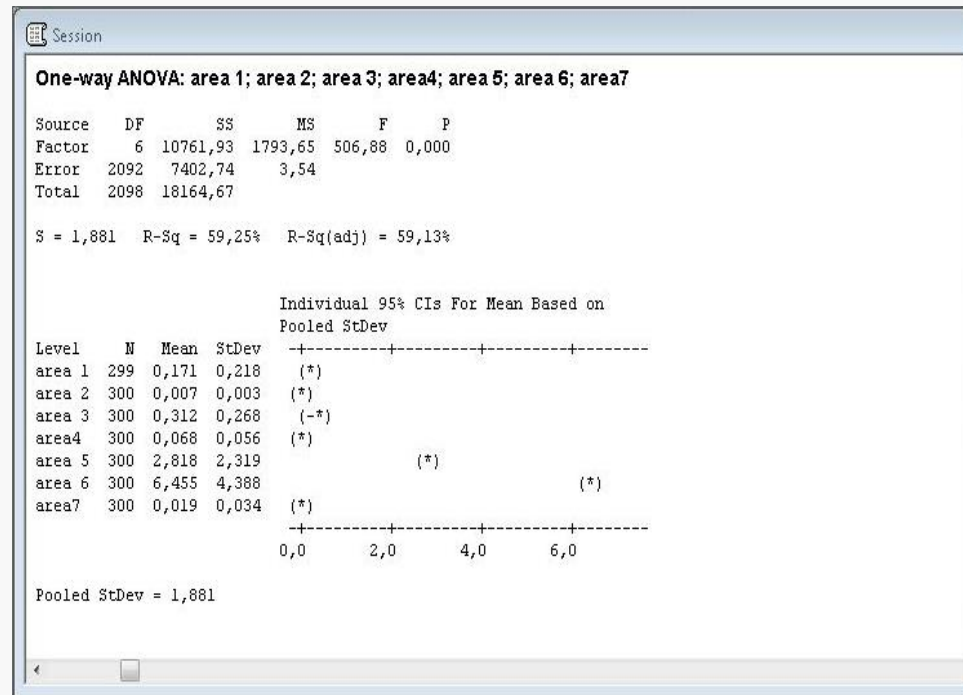 Session
One-way ANOVA: area 1; area 2; area 3; area4; area 5; area 6; area7
Source    DF        SS       MS       F      P
Factor     6  10761,93  1793,65  506,88  0,000
Error   2092   7402,74     3,54
Total   2098  18164,67
S = 1,881   R-Sq = 59,25%   R-Sq(adj) = 59,13%
Individual 95% CIs For Mean Based on
Pooled StDev
Level     N   Mean  StDev   -+---------+---------+---------+--------
area 1  299  0,171  0,218    (*)
area 2  300  0,007  0,003   (*)
area 3  300  0,312  0,268    (-*)
area4   300  0,068  0,056   (*)
area 5  300  2,818  2,319                 (*)
area 6  300  6,455  4,388                                   (*)
area7   300  0,019  0,034   (*)
-+---------+---------+---------+--------
0,0       2,0       4,0       6,0
Pooled StDev = 1,881